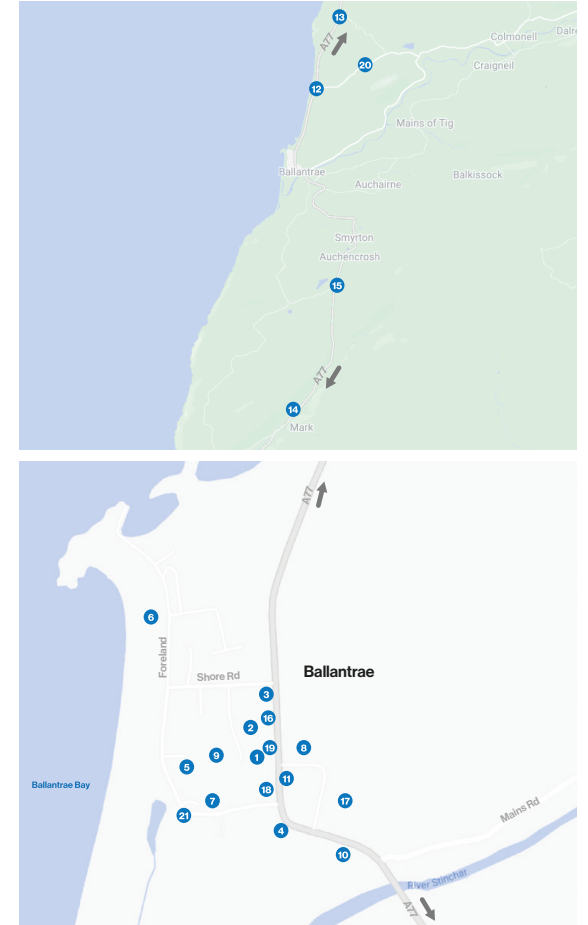 13
A77
Colmonell
Dalre
20
Craigneil
12
Mains of Tig
Ballantrae
Balkissock
Auchairne
Smyrton
Auchencrosh
15
A77
14
Mark
A77
6
Foreland
Shore Rd
Ballantrae
3
16
2
19
8
9
1
5
Ballantrae Bay
11
18
7
17
21
Mains Rd
4
10
River Stinchar
A77